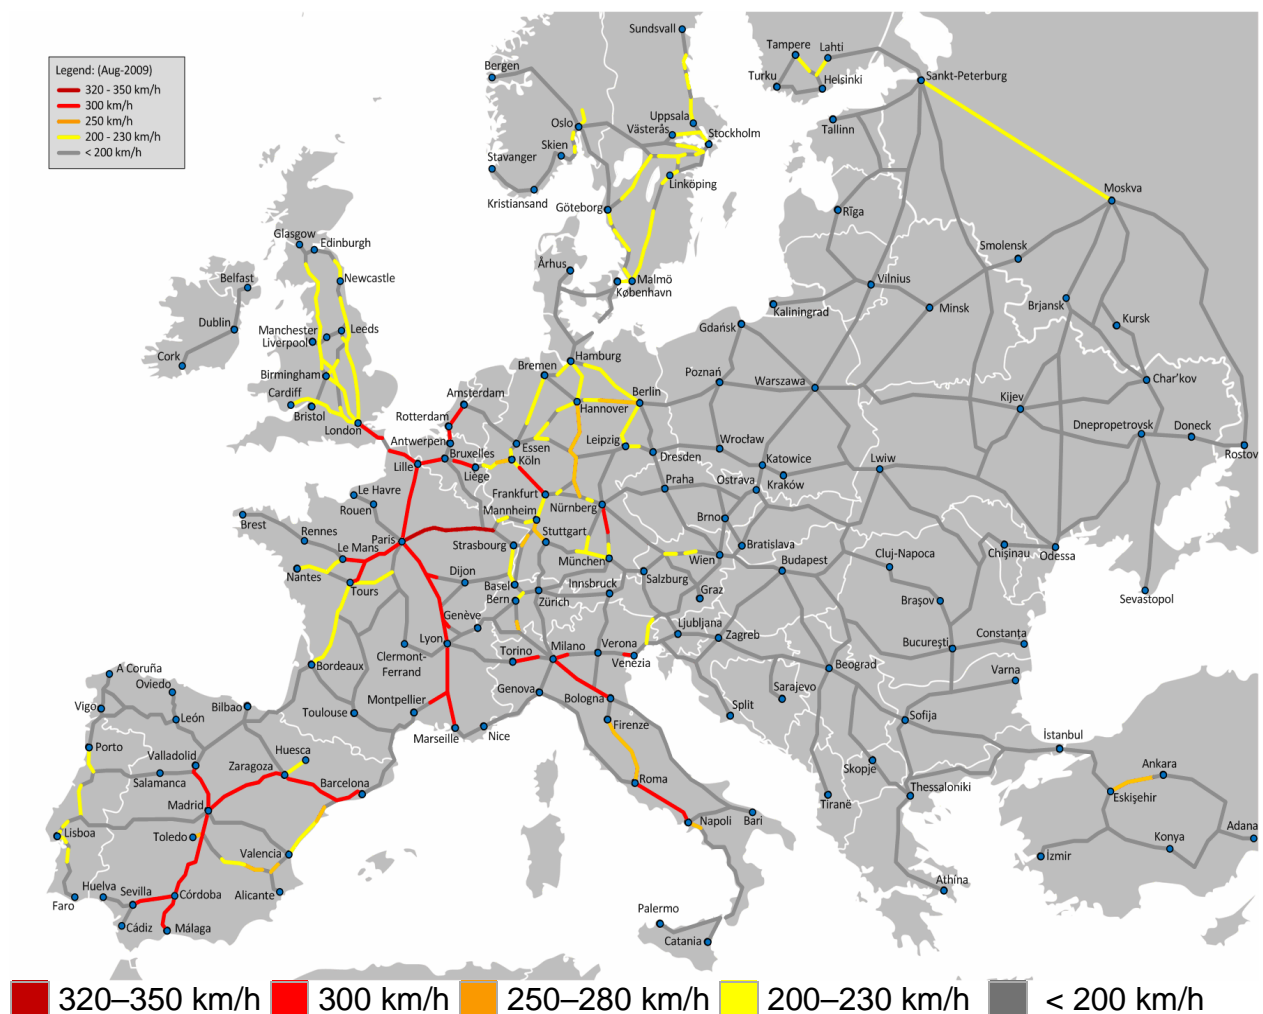 Legend: (Aug-2009)
320 - 350 km/h
300 km/h
250 km/h
200 - 230 km/h
< 200 km/h
Sundsvall
Tampere
Lahti
Bergen
Turku
Helsinki
Sankt-Peterburg
Oslo
Uppsala
Västerås
Stockholm
Tallinn
Skien
Stavanger
Linköping
Kristiansand
Göteborg
Moskva
Rīga
Glasgow
Edinburgh
Smolensk
Belfast
Newcastle
Århus
Malmö
København
Vilnius
Minsk
Brjansk
Kaliningrad
Dublin
Manchester
Leeds
Liverpool
Gdańsk
Kursk
Cork
Hamburg
Bremen
Birmingham
Poznań
Warszawa
Char'kov
Cardiff
Amsterdam
Berlin
Kijev
Bristol
Hannover
Rotterdam
London
Antwerpen
Essen
Leipzig
Wrocław
Dnepropetrovsk
Doneck
Bruxelles
Köln
Dresden
Rostov
Lille
Liège
Katowice
Lwiw
Ostrava
Kraków
Le Havre
Frankfurt
Praha
Rouen
Nürnberg
Mannheim
Brest
Brno
Rennes
Paris
Stuttgart
Strasbourg
Bratislava
Le Mans
Chişinau
Odessa
Nantes
München
Wien
Cluj-Napoca
Budapest
Dijon
Basel
Salzburg
Tours
Innsbruck
Bern
Zürich
Graz
Sevastopol
Braşov
Genève
Ljubljana
Constanţa
Lyon
Zagreb
Bucureşti
Torino
Milano
Verona
Clermont-
Ferrand
Venezia
Bordeaux
Beograd
A Coruña
Varna
Oviedo
Genova
Bologna
Sarajevo
Montpellier
Vigo
León
Bilbao
Toulouse
Split
Sofija
Firenze
Marseille
Nice
Porto
Huesca
İstanbul
Valladolid
Zaragoza
Skopje
Ankara
Salamanca
Barcelona
Roma
Thessaloniki
Eskişehir
Madrid
Tiranë
Napoli
Bari
Lisboa
Toledo
Adana
Konya
Valencia
İzmir
Huelva
Sevilla
Córdoba
Alicante
Athína
Faro
Palermo
Cádiz
Málaga
Catania
320–350 km/h
300 km/h
250–280 km/h
200–230 km/h
< 200 km/h